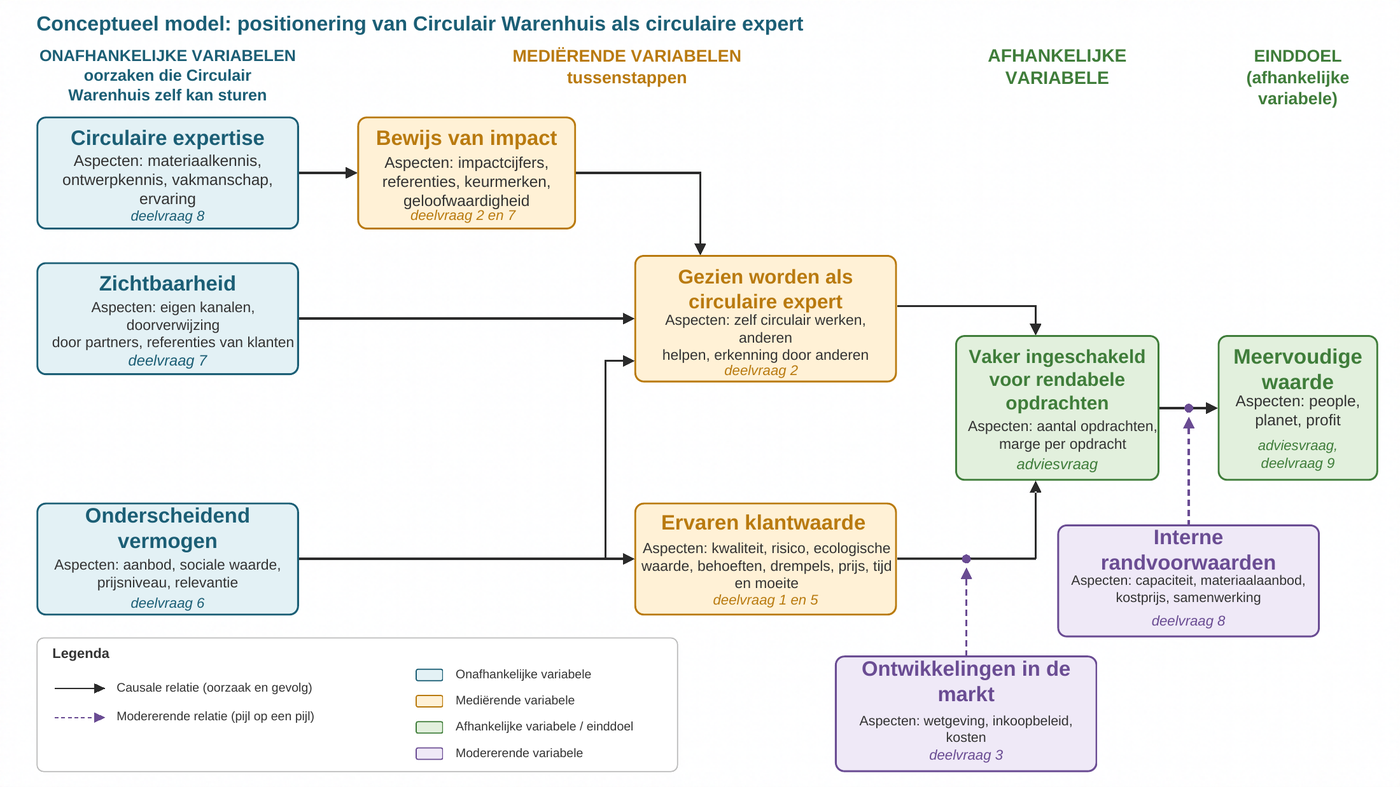 Conceptueel model: positionering van Circulair Warenhuis als circulaire expert
ONAFHANKELIJKE VARIABELEN
oorzaken die Circulair
Warenhuis zelf kan sturen
MEDIËRENDE VARIABELEN
tussenstappen
AFHANKELIJKE
VARIABELE
EINDDOEL
(afhankelijke
variabele)
Circulaire expertise
Aspecten: materiaalkennis,
ontwerpkennis, vakmanschap,
ervaring
deelvraag 8
Bewijs van impact
Aspecten: impactcijfers,
referenties, keurmerken,
geloofwaardigheid
deelvraag 2 en 7
Zichtbaarheid
Aspecten: eigen kanalen,
doorverwijzing
door partners, referenties van klanten
deelvraag 7
Gezien worden als
circulaire expert
Aspecten: zelf circulair werken,
anderen
helpen, erkenning door anderen
deelvraag 2
Vaker ingeschakeld
voor rendabele
opdrachten
Aspecten: aantal opdrachten,
marge per opdracht
adviesvraag
Meervoudige
waarde
Aspecten: people,
planet, profit
adviesvraag,
deelvraag 9
Onderscheidend
vermogen
Aspecten: aanbod, sociale waarde,
prijsniveau, relevantie
deelvraag 6
Ervaren klantwaarde
Aspecten: kwaliteit, risico, ecologische
waarde, behoeften, drempels, prijs, tijd
en moeite
deelvraag 1 en 5
Interne
randvoorwaarden
Aspecten: capaciteit, materiaalaanbod,
kostprijs, samenwerking
deelvraag 8
Ontwikkelingen in de
markt
Aspecten: wetgeving, inkoopbeleid,
kosten
deelvraag 3
Legenda
Causale relatie (oorzaak en gevolg)
Modererende relatie (pijl op een pijl)
Onafhankelijke variabele
Mediërende variabele
Afhankelijke variabele / einddoel
Modererende variabele